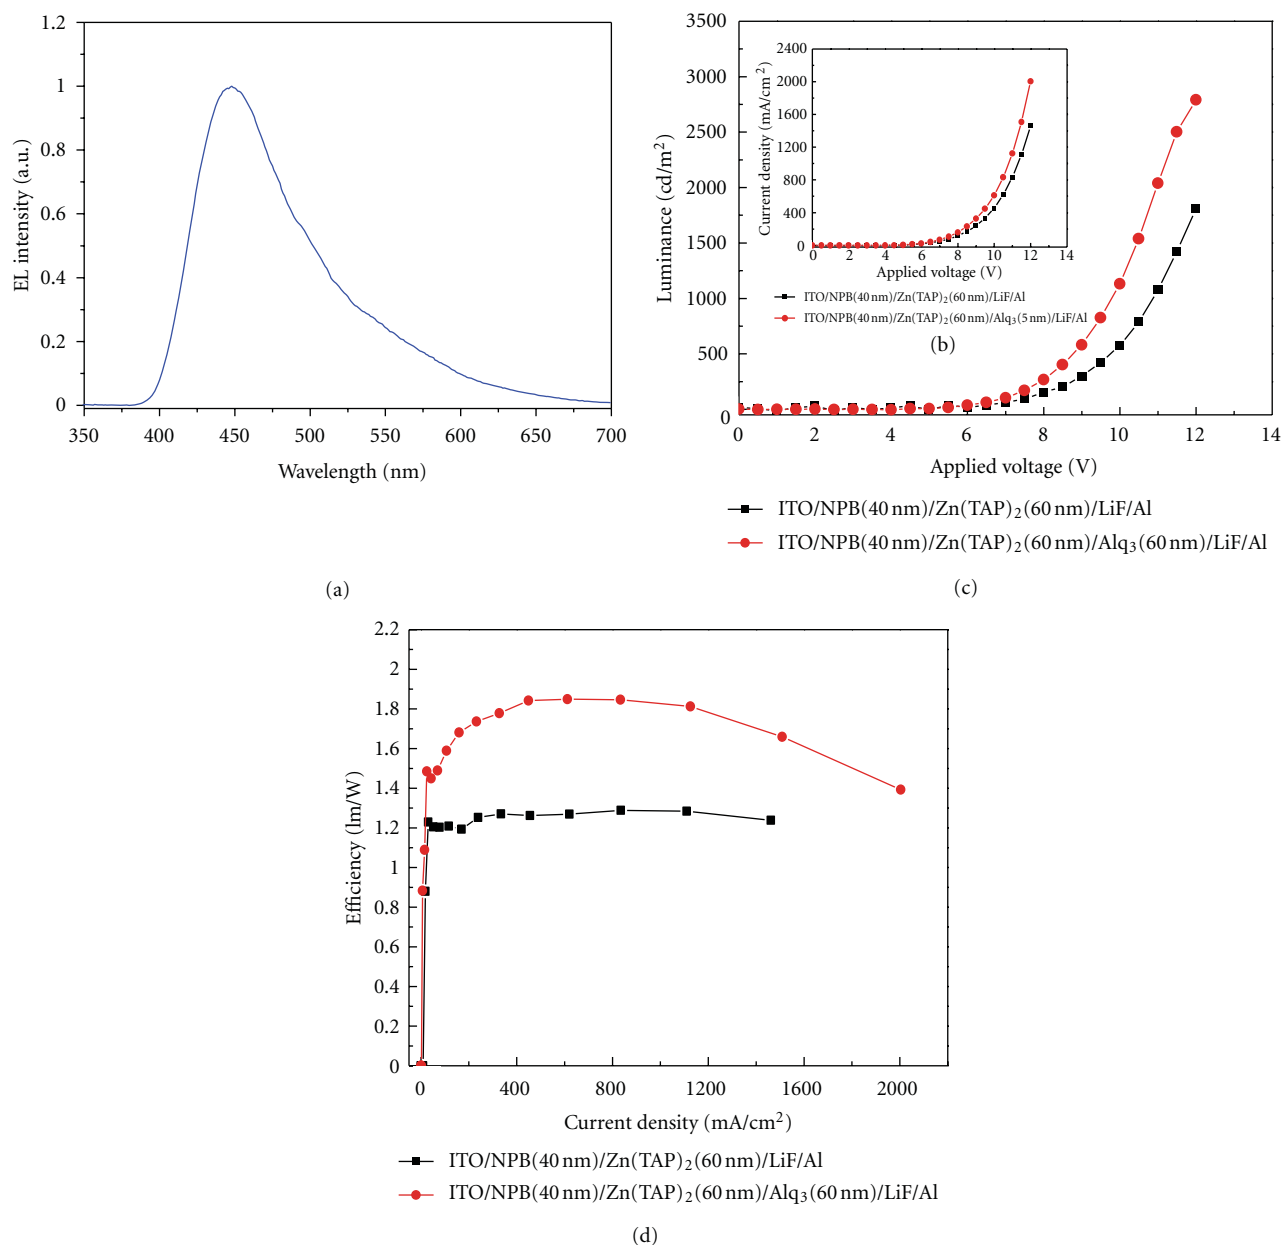 1.2
1
0.8
0.6
0.4
0.2
0
EL intensity (a.u.)
350 400 450 500 550 600 650 700
Wavelength (nm)
(a)
2400
2000
1600
1200
800
400
0
Current density (mA/cm²)
0 2 4 6 8 10 12 14
Applied voltage (V)
ITO/NPB(40 nm)/Zn(TAP)₂(60 nm)/LiF/Al
ITO/NPB(40 nm)/Zn(TAP)₂(60 nm)/Alq₃(5 nm)/LiF/Al
(b)
3500
3000
2500
2000
1500
1000
500
0
Luminance (cd/m²)
0 2 4 6 8 10 12 14
Applied voltage (V)
ITO/NPB(40 nm)/Zn(TAP)₂(60 nm)/LiF/Al
ITO/NPB(40 nm)/Zn(TAP)₂(60 nm)/Alq₃(60 nm)/LiF/Al
(c)
2.2
2
1.8
1.6
1.4
1.2
1
0.8
0.6
0.4
0.2
0
Efficiency (lm/W)
0 400 800 1200 1600 2000
Current density (mA/cm²)
ITO/NPB(40 nm)/Zn(TAP)₂(60 nm)/LiF/Al
ITO/NPB(40 nm)/Zn(TAP)₂(60 nm)/Alq₃(60 nm)/LiF/Al
(d)